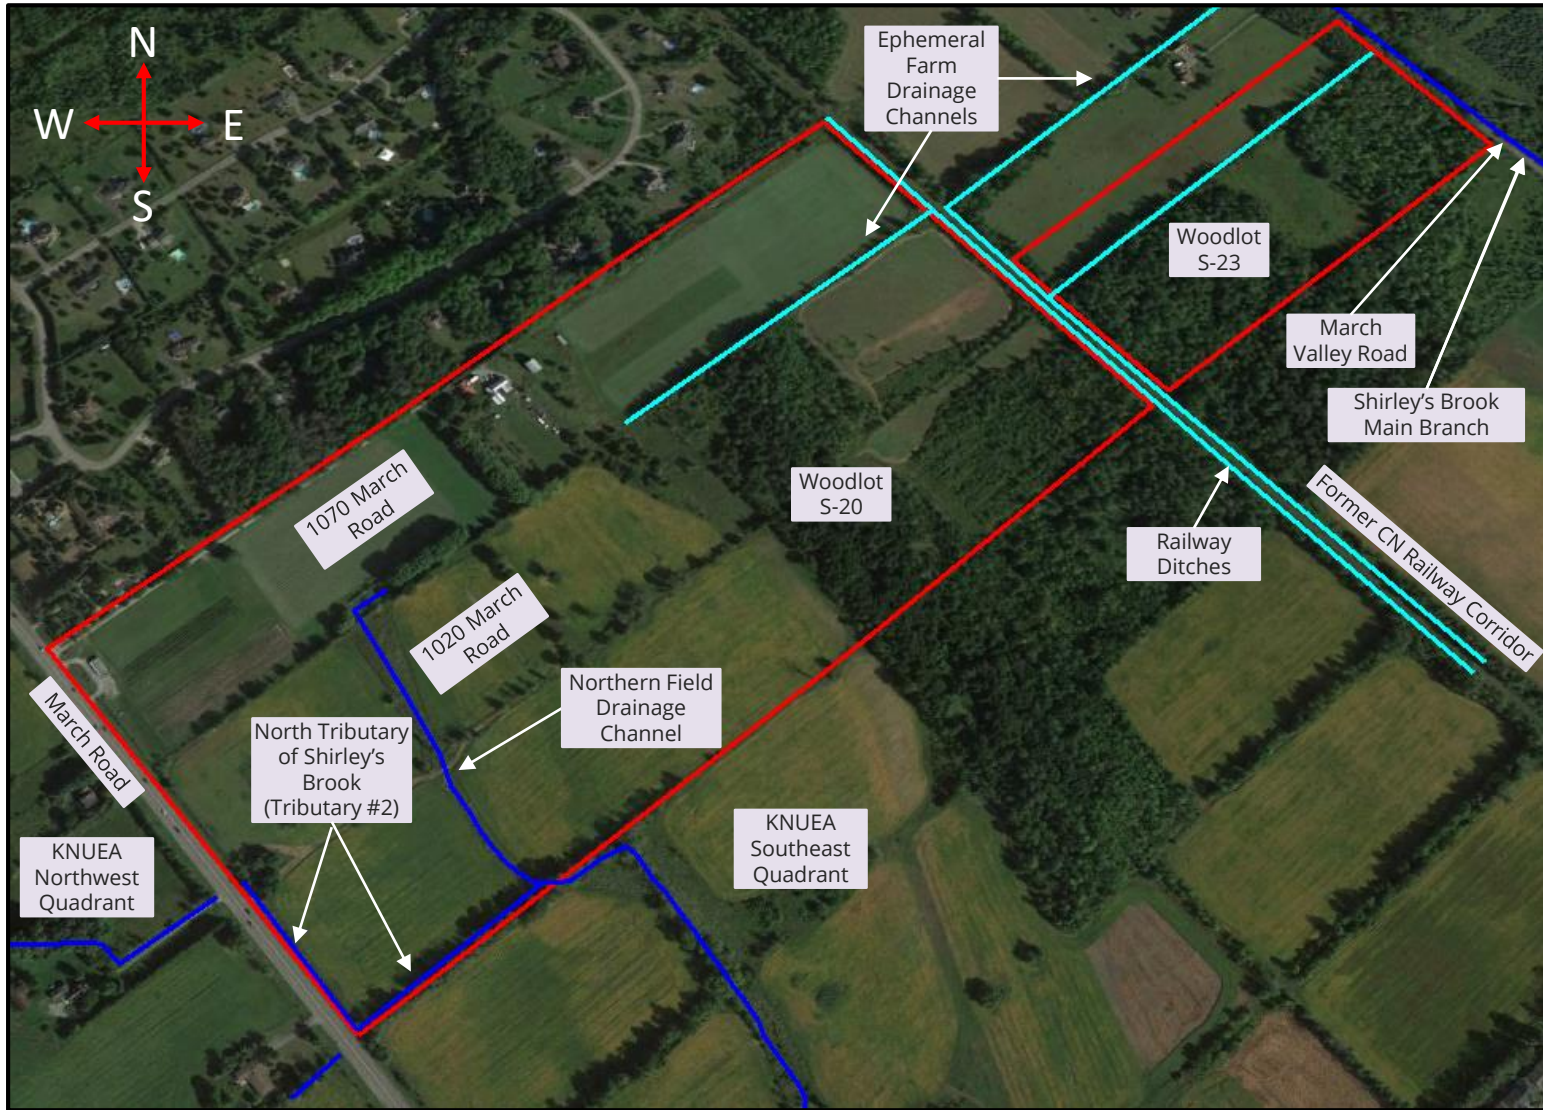 N
W
E
S
Ephemeral
Farm
Drainage
Channels
Woodlot
S-23
March
Valley Road
Shirley's Brook
Main Branch
1070 March
Road
Woodlot
S-20
Railway
Ditches
Former CN Railway Corridor
1020 March
Road
Northern Field
Drainage
Channel
March Road
North Tributary
of Shirley's
Brook
(Tributary #2)
KNUEA
Northwest
Quadrant
KNUEA
Southeast
Quadrant